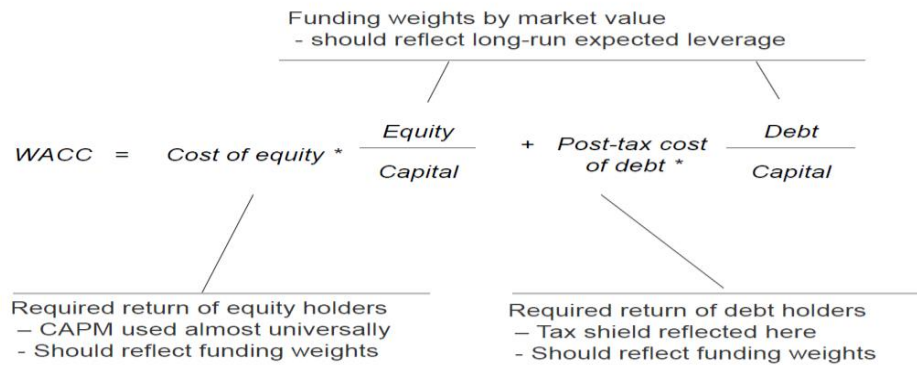 Funding weights by market value
- should reflect long-run expected leverage
WACC = Cost of equity * Equity / Capital + Post-tax cost of debt * Debt / Capital
Required return of equity holders
– CAPM used almost universally
- Should reflect funding weights
Required return of debt holders
– Tax shield reflected here
- Should reflect funding weights